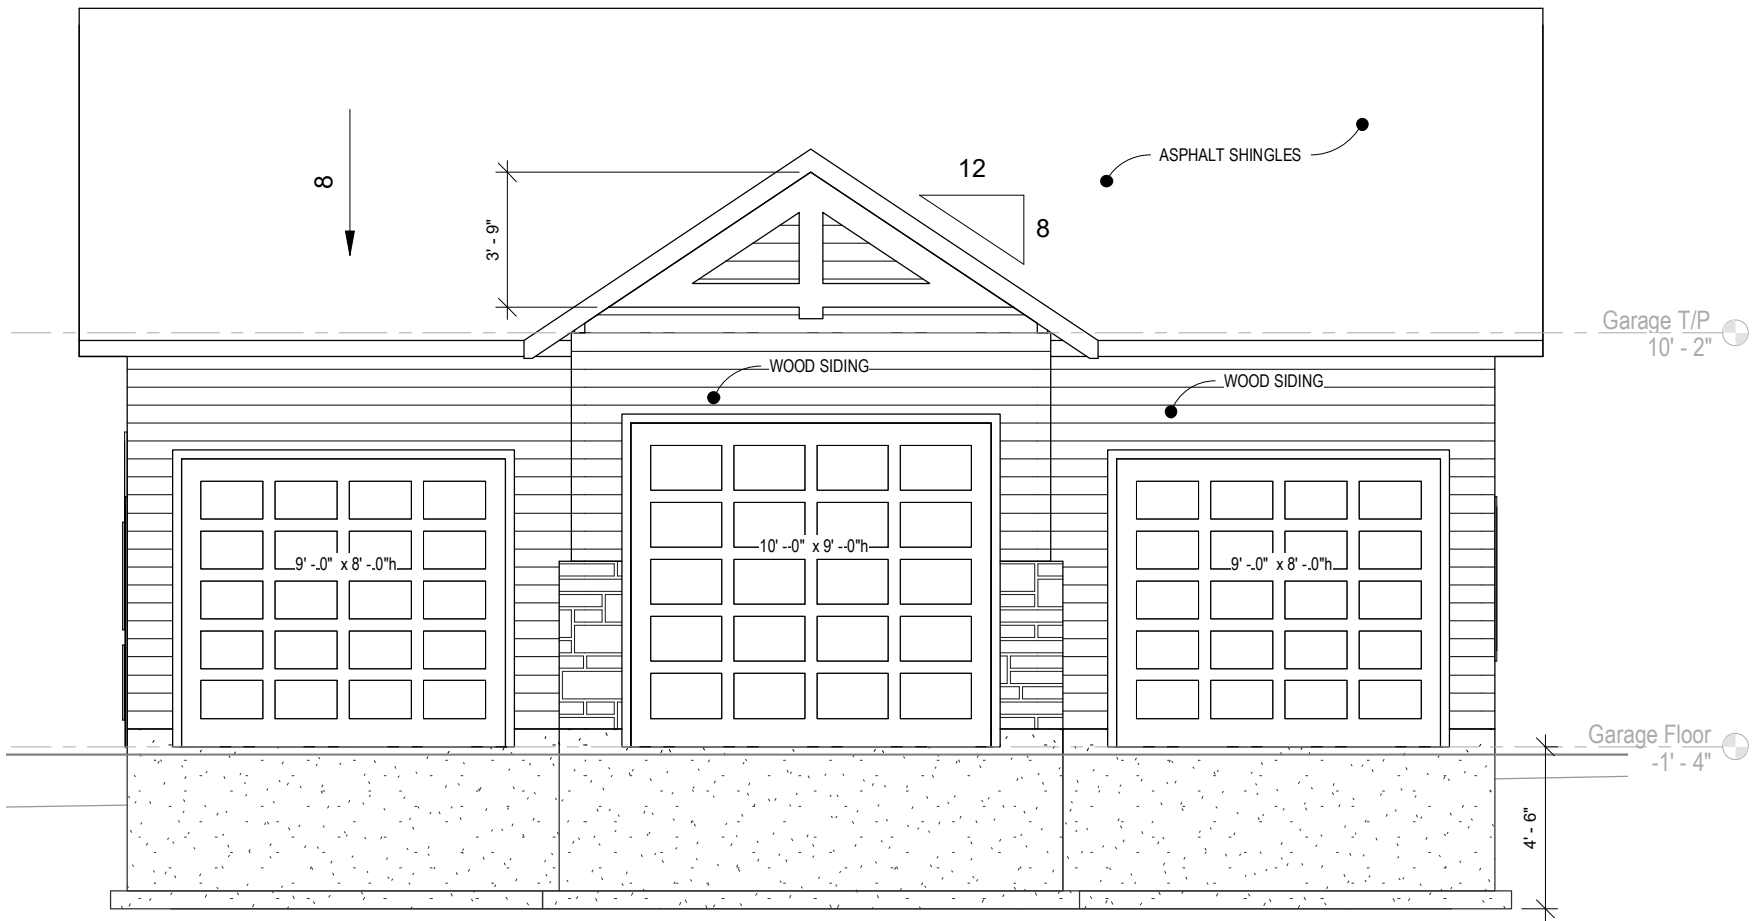 12
ASPHALT SHINGLES
8
8
3' - 9"
Garage T/P
10' - 2"
WOOD SIDING
WOOD SIDING
10' -0" x 9' -0"h
9' -0" x 8' -0"h
9' -0" x 8' -0"h
Garage Floor
-1' - 4"
4' - 6"